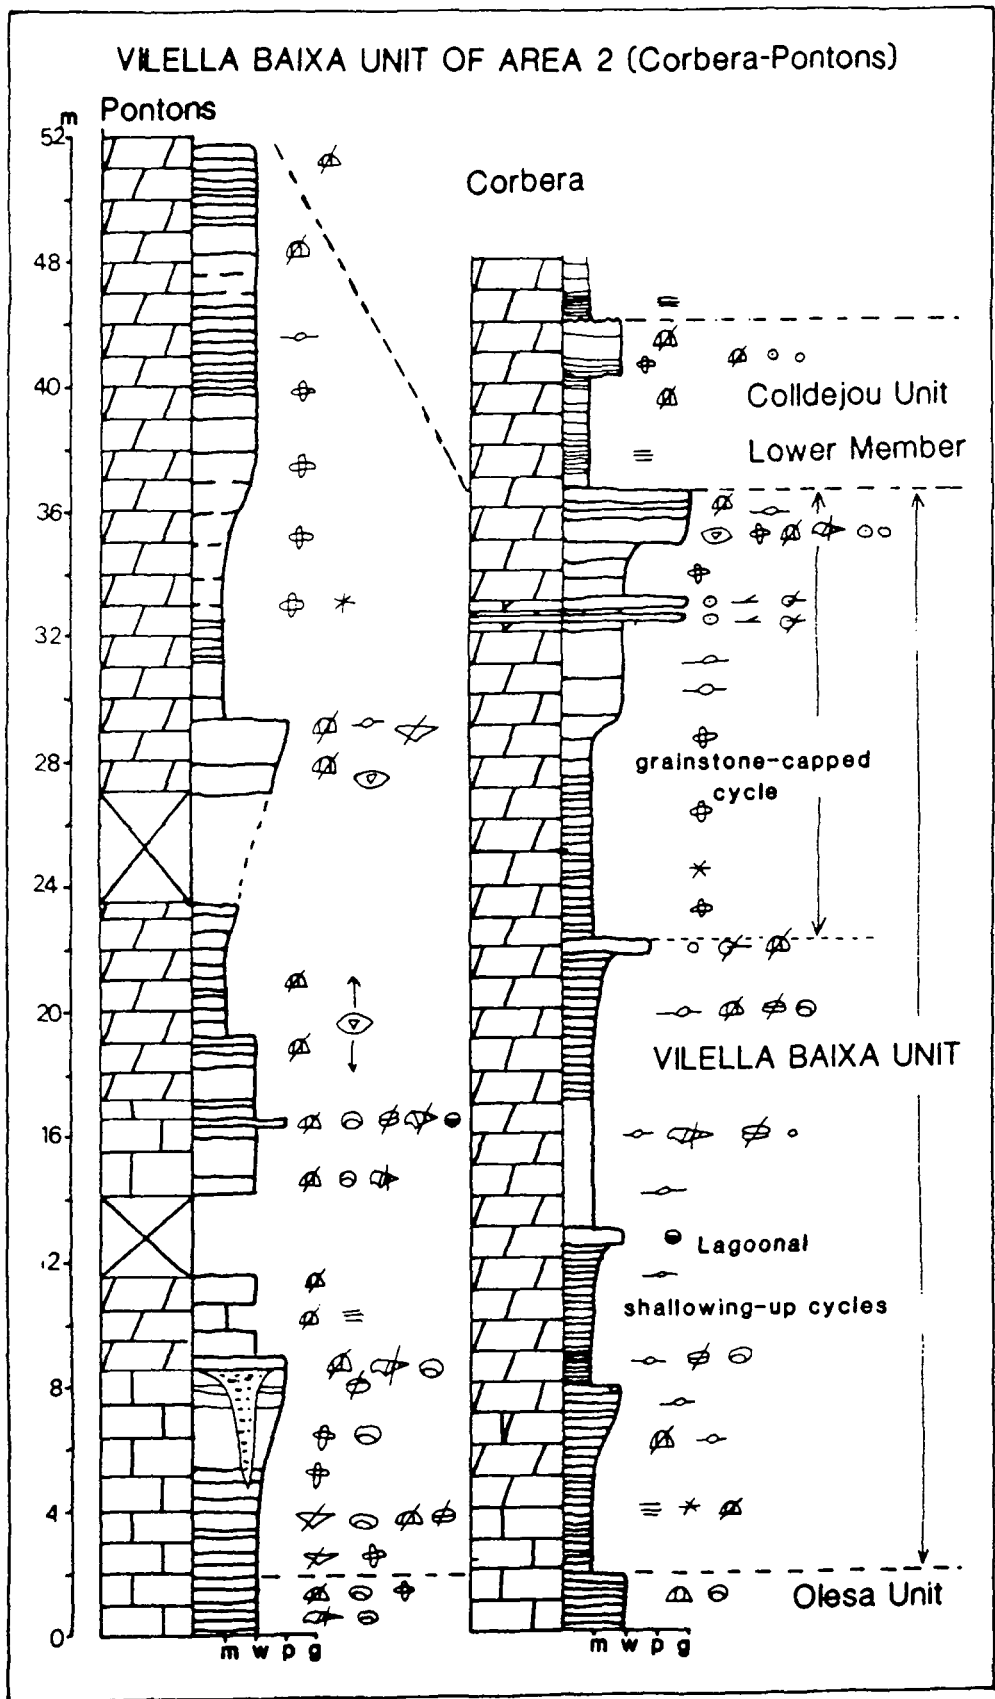 VILELLA BAIXA UNIT OF AREA 2 (Corbera-Pontons)
m Pontons
Corbera
52
48
40
36
32
28
24
20
16
12
8
4
0
Colldejou Unit
Lower Member
grainstone-capped
cycle
VILELLA BAIXA UNIT
Lagoonal
shallowing-up cycles
Olesa Unit
m w p g
m w p g